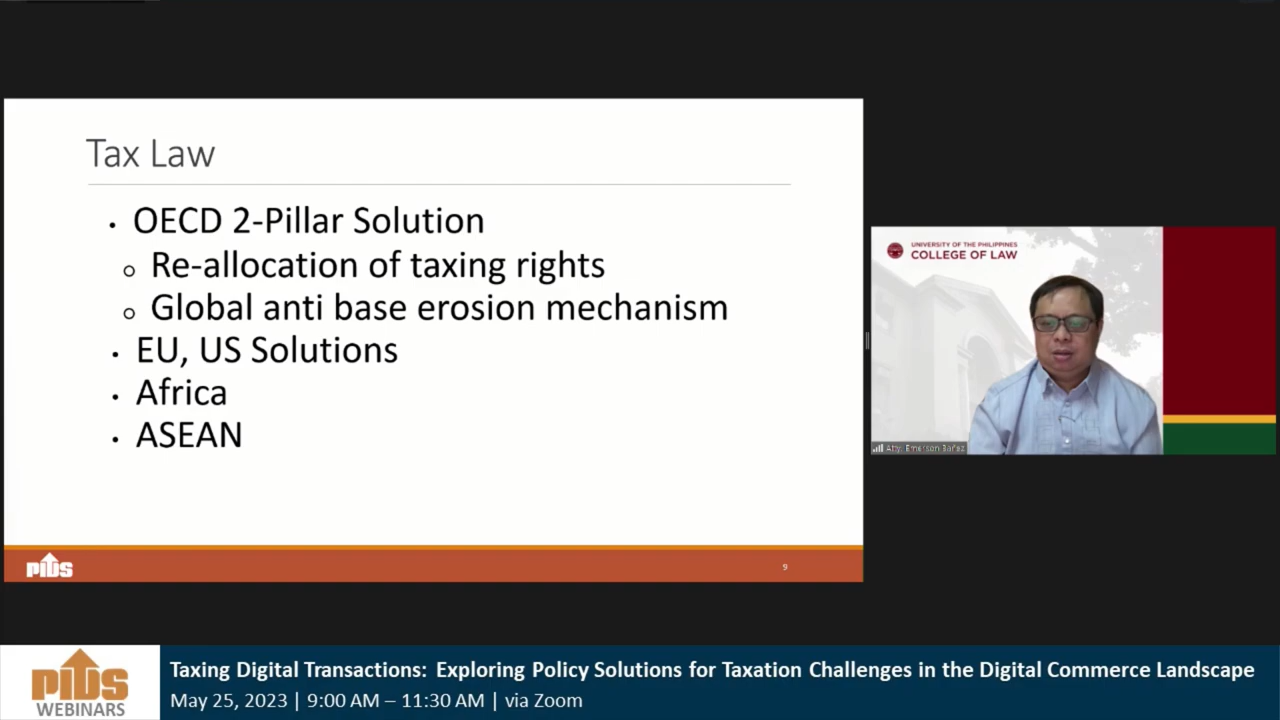 Tax Law
• OECD 2-Pillar Solution
o Re-allocation of taxing rights
o Global anti base erosion mechanism
• EU, US Solutions
• Africa
• ASEAN
pids
9
UNIVERSITY OF THE PHILIPPINES
COLLEGE OF LAW
Atty. Emerson Bañez
pids
WEBINARS
Taxing Digital Transactions: Exploring Policy Solutions for Taxation Challenges in the Digital Commerce Landscape
May 25, 2023 | 9:00 AM – 11:30 AM | via Zoom